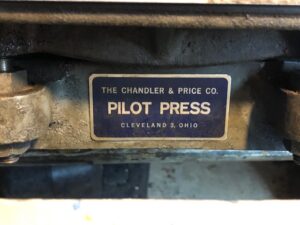 THE CHANDLER & PRICE CO.
PILOT PRESS
CLEVELAND 3, OHIO